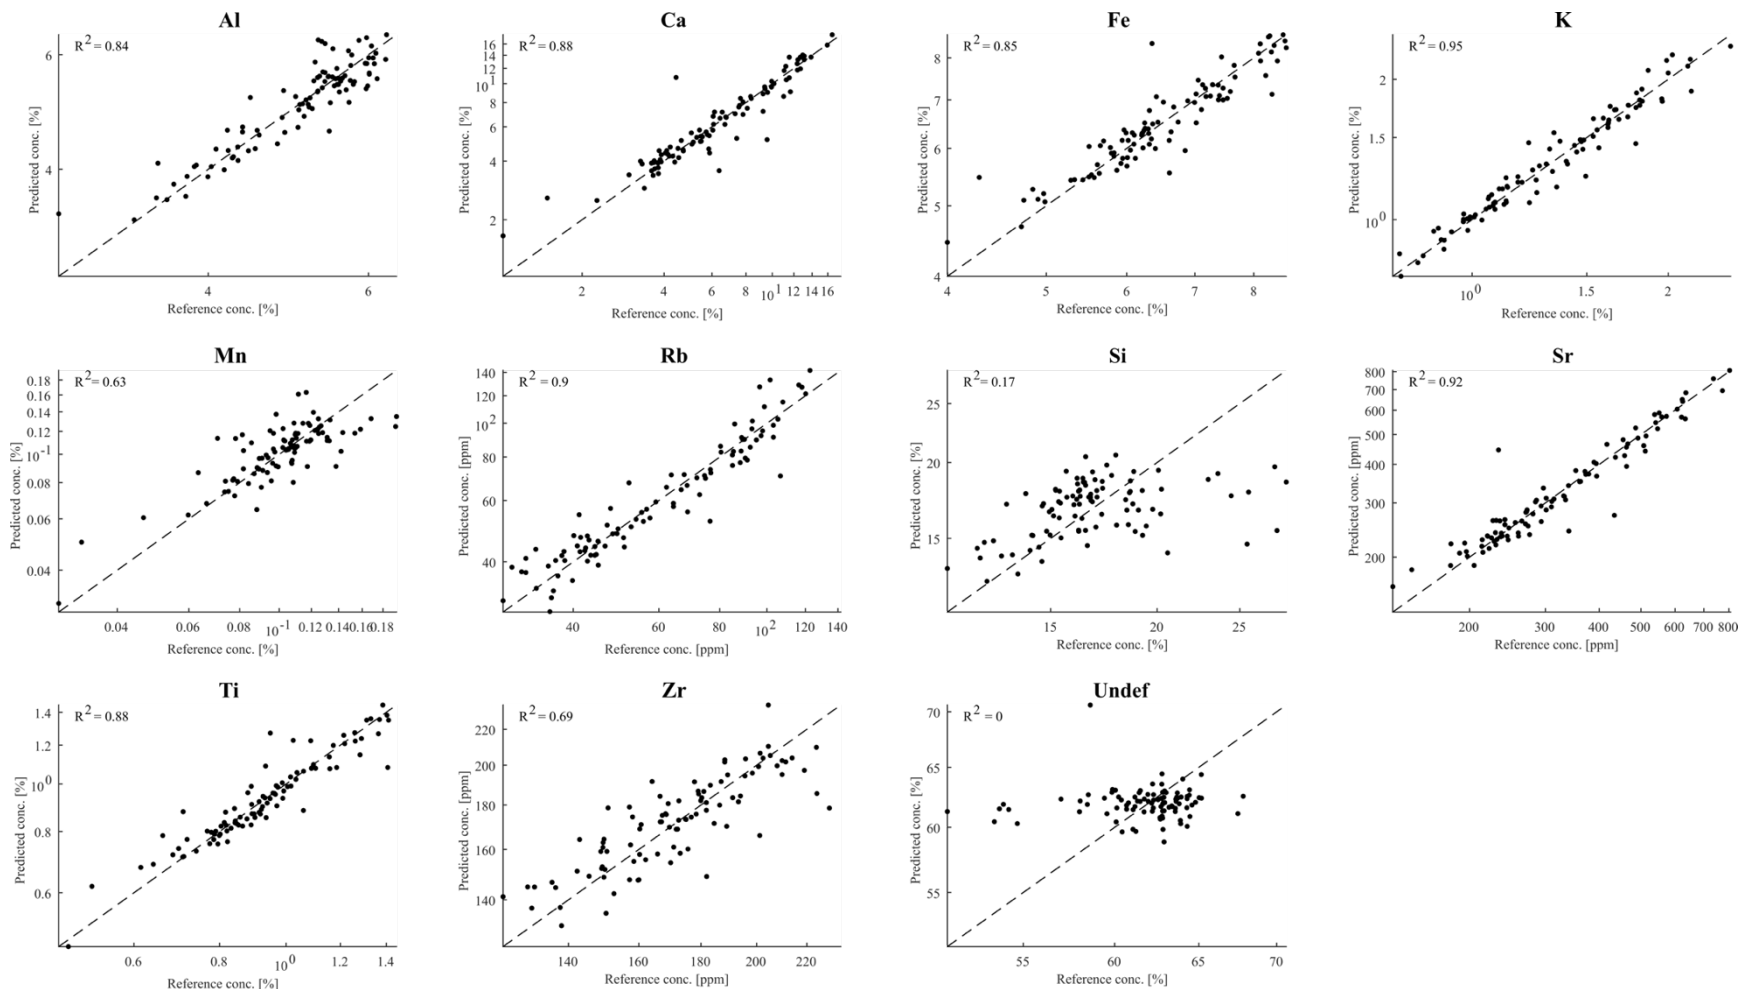 Al
R² = 0.84
6
4
Predicted conc. [%]
4
6
Reference conc. [%]
Ca
R² = 0.88
16
14
12
10¹
8
6
4
2
Predicted conc. [%]
2
4
6
8
10¹
12
14
16
Reference conc. [%]
Fe
R² = 0.85
8
7
6
5
4
Predicted conc. [%]
4
5
6
7
8
Reference conc. [%]
K
R² = 0.95
2
1.5
10⁰
Predicted conc. [%]
10⁰
1.5
2
Reference conc. [%]
Mn
R² = 0.63
0.18
0.16
0.14
0.12
10⁻¹
0.08
0.06
0.04
Predicted conc. [%]
0.04
0.06
0.08
10⁻¹
0.12
0.14
0.16
0.18
Reference conc. [%]
Rb
R² = 0.9
140
120
10²
80
60
40
Predicted conc. [ppm]
40
60
80
10²
120
140
Reference conc. [ppm]
Si
R² = 0.17
25
20
15
Predicted conc. [%]
15
20
25
Reference conc. [%]
Sr
R² = 0.92
800
700
600
500
400
300
200
Predicted conc. [ppm]
200
300
400
500
600
700
800
Reference conc. [ppm]
Ti
R² = 0.88
1.4
1.2
10⁰
0.8
0.6
Predicted conc. [%]
0.6
0.8
10⁰
1.2
1.4
Reference conc. [%]
Zr
R² = 0.69
220
200
180
160
140
Predicted conc. [ppm]
140
160
180
200
220
Reference conc. [ppm]
Undef
R² = 0
70
65
60
55
Predicted conc. [%]
55
60
65
70
Reference conc. [%]